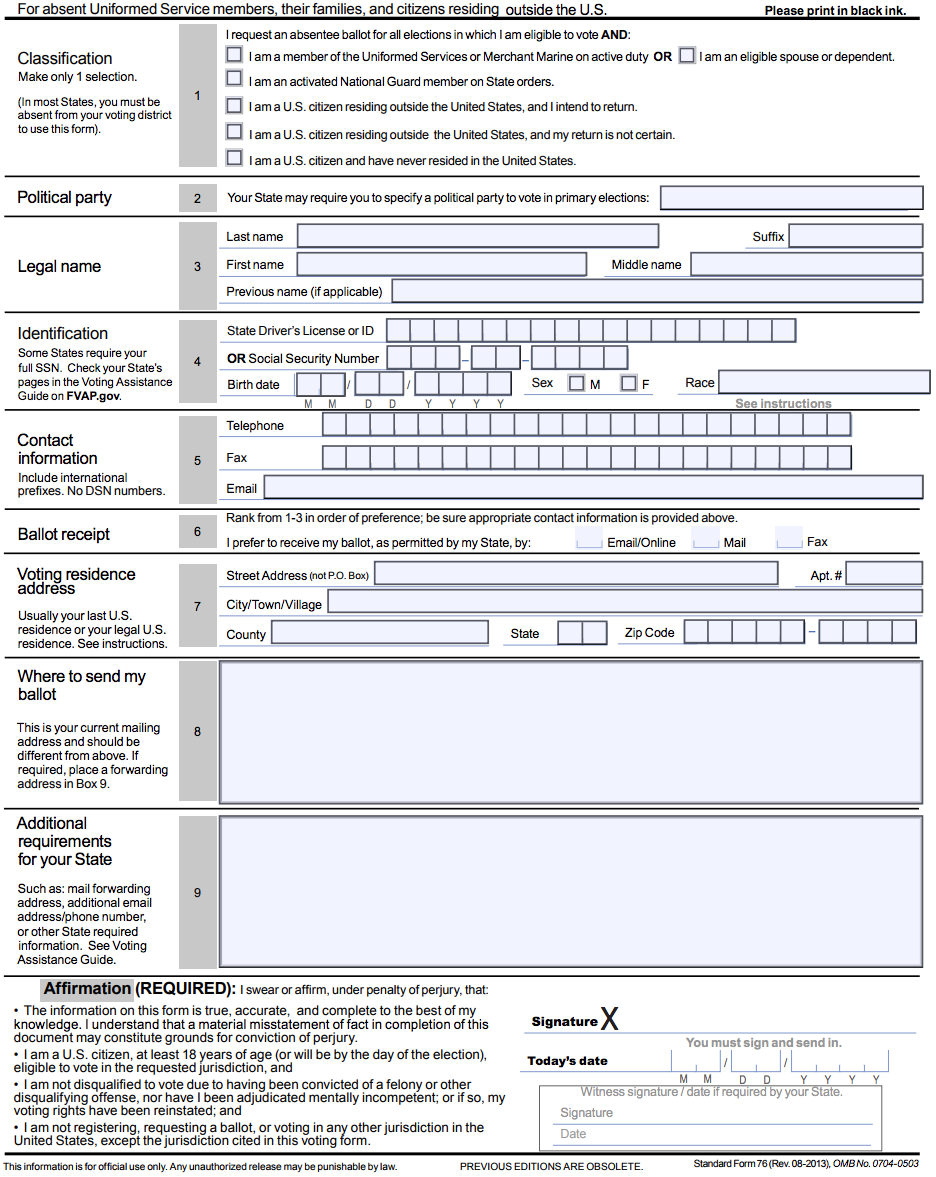 For absent Uniformed Service members, their families, and citizens residing outside the U.S. Please print in black ink.
Classification
Make only 1 selection.
(In most States, you must be
absent from your voting district
to use this form).
1
I request an absentee ballot for all elections in which I am eligible to vote AND:
I am a member of the Uniformed Services or Merchant Marine on active duty OR I am an eligible spouse or dependent.
I am an activated National Guard member on State orders.
I am a U.S. citizen residing outside the United States, and I intend to return.
I am a U.S. citizen residing outside the United States, and my return is not certain.
I am a U.S. citizen and have never resided in the United States.
Political party
2
Your State may require you to specify a political party to vote in primary elections:
Legal name
3
Last name Suffix
First name Middle name
Previous name (if applicable)
Identification
Some States require your
full SSN. Check your State's
pages in the Voting Assistance
Guide on FVAP.gov.
4
State Driver's License or ID
OR Social Security Number – –
Birth date / / Sex M F Race
M M D D Y Y Y Y See instructions
Contact
information
Include international
prefixes. No DSN numbers.
5
Telephone
Fax
Email
Ballot receipt
6
Rank from 1-3 in order of preference; be sure appropriate contact information is provided above.
I prefer to receive my ballot, as permitted by my State, by: Email/Online Mail Fax
Voting residence
address
Usually your last U.S.
residence or your legal U.S.
residence. See instructions.
7
Street Address (not P.O. Box) Apt. #
City/Town/Village
County State Zip Code –
Where to send my
ballot
This is your current mailing
address and should be
different from above. If
required, place a forwarding
address in Box 9.
8
Additional
requirements
for your State
Such as: mail forwarding
address, additional email
address/phone number,
or other State required
information. See Voting
Assistance Guide.
9
Affirmation (REQUIRED): I swear or affirm, under penalty of perjury, that:
• The information on this form is true, accurate, and complete to the best of my
knowledge. I understand that a material misstatement of fact in completion of this
document may constitute grounds for conviction of perjury.
• I am a U.S. citizen, at least 18 years of age (or will be by the day of the election),
eligible to vote in the requested jurisdiction, and
• I am not disqualified to vote due to having been convicted of a felony or other
disqualifying offense, nor have I been adjudicated mentally incompetent; or if so, my
voting rights have been reinstated; and
• I am not registering, requesting a ballot, or voting in any other jurisdiction in the
United States, except the jurisdiction cited in this voting form.
Signature X
You must sign and send in.
Today's date / /
M M D D Y Y Y Y
Witness signature / date if required by your State.
Signature
Date
This information is for official use only. Any unauthorized release may be punishable by law. PREVIOUS EDITIONS ARE OBSOLETE. Standard Form 76 (Rev. 08-2013), OMB No. 0704-0503